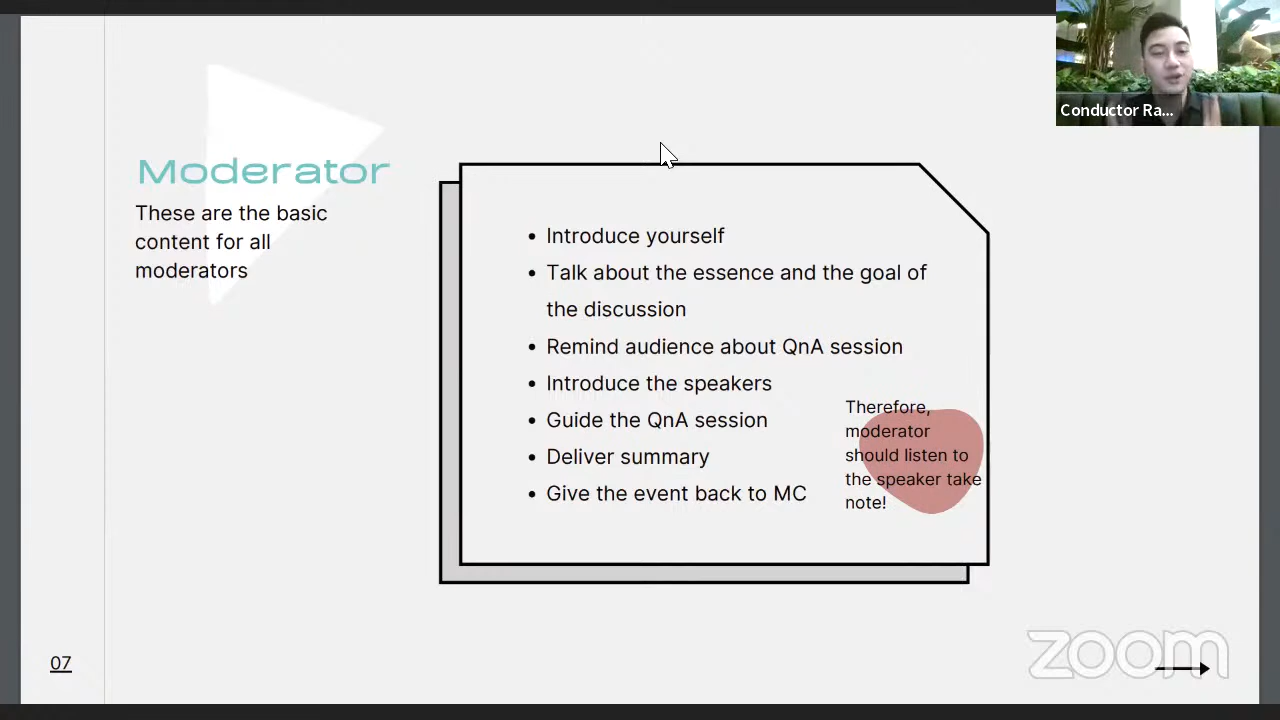 Conductor Ra...
Moderator
These are the basic
content for all
moderators
• Introduce yourself
• Talk about the essence and the goal of
the discussion
• Remind audience about QnA session
• Introduce the speakers
• Guide the QnA session
• Deliver summary
• Give the event back to MC
Therefore,
moderator
should listen to
the speaker take
note!
07
zoom